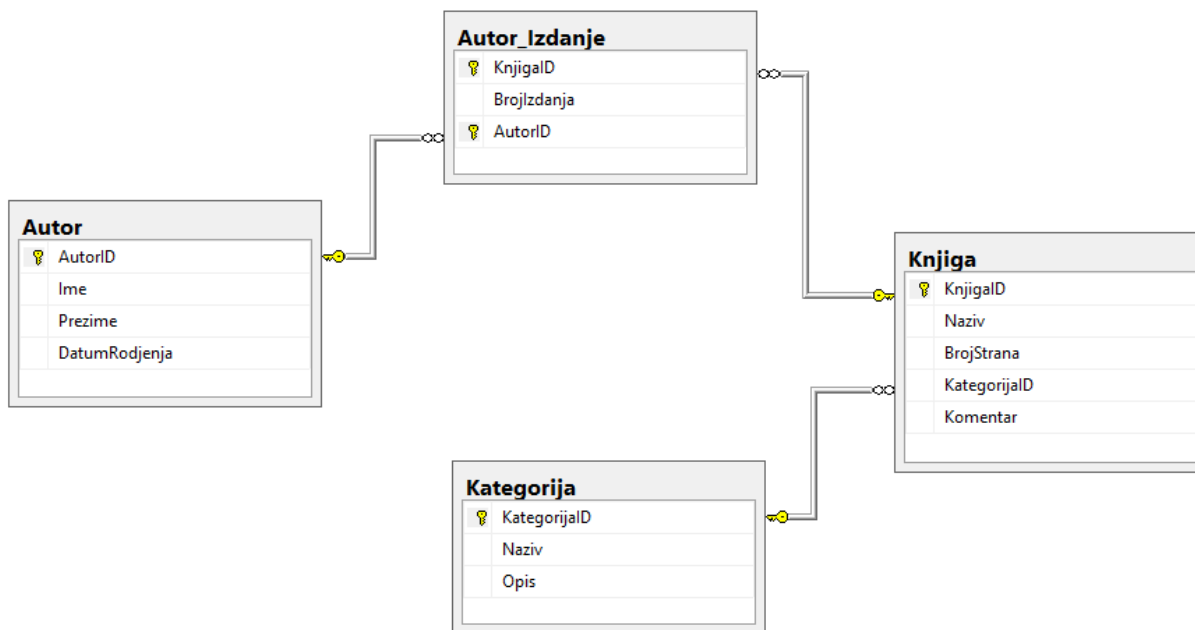 Autor_Izdanje
KnjigaID
BrojIzdanja
AutorID
Autor
AutorID
Ime
Prezime
DatumRodjenja
Knjiga
KnjigaID
Naziv
BrojStrana
KategorijaID
Komentar
Kategorija
KategorijaID
Naziv
Opis